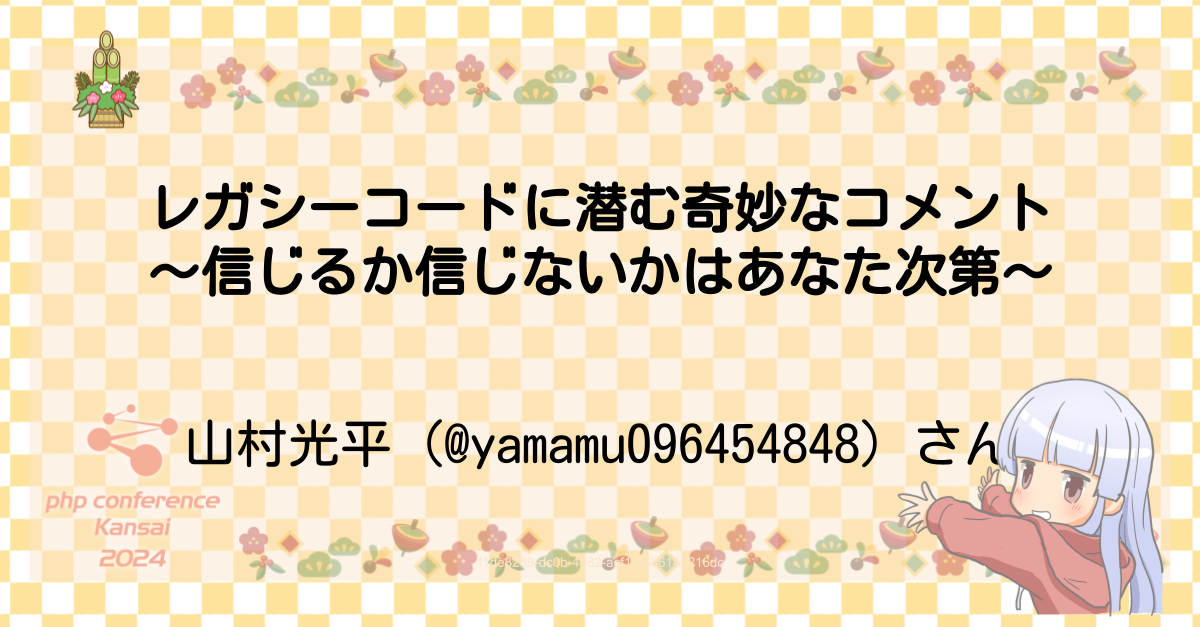 レガシーコードに潜む奇妙なコメント
〜信じるか信じないかはあなた次第〜
山村光平（@yamamu096454848）さん
php conference
Kansai
2024